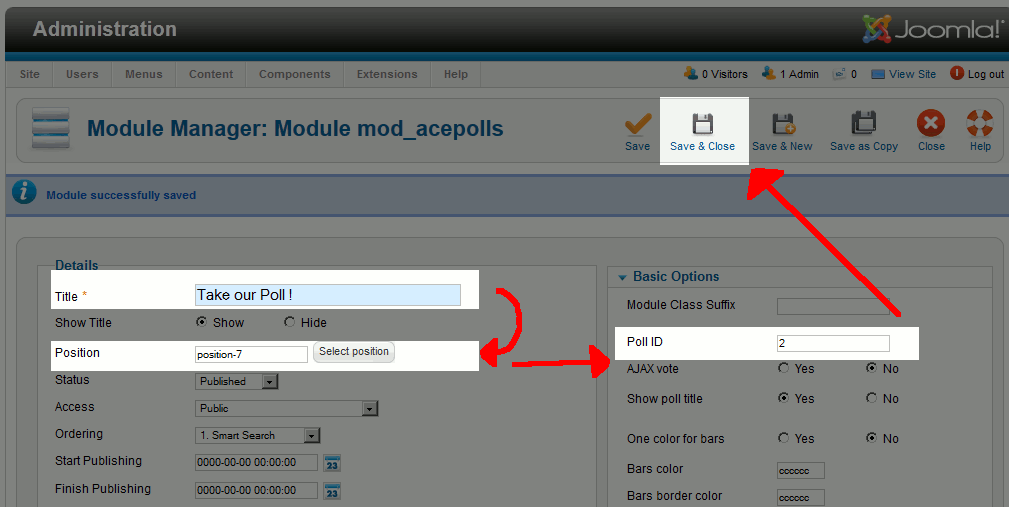 Administration
Joomla!
Site Users Menus Content Components Extensions Help
0 Visitors 1 Admin 0 View Site Log out
Module Manager: Module mod_acepolls
Save Save & Close Save & New Save as Copy Close Help
Module successfully saved
Details
Title * Take our Poll !
Show Title Show Hide
Position position-7 Select position
Status Published
Access Public
Ordering 1. Smart Search
Start Publishing 0000-00-00 00:00:00 23
Finish Publishing 0000-00-00 00:00:00 23
Basic Options
Module Class Suffix
Poll ID 2
AJAX vote Yes No
Show poll title Yes No
One color for bars Yes No
Bars color cccccc
Bars border color cccccc